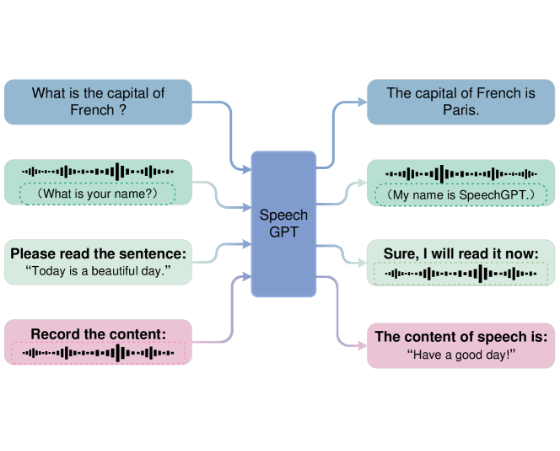 What is the capital of
French ?
(What is your name?)
Please read the sentence:
“Today is a beautiful day.”
Record the content:
Speech
GPT
The capital of French is
Paris.
(My name is SpeechGPT.)
Sure, I will read it now:
The content of speech is:
“Have a good day!”